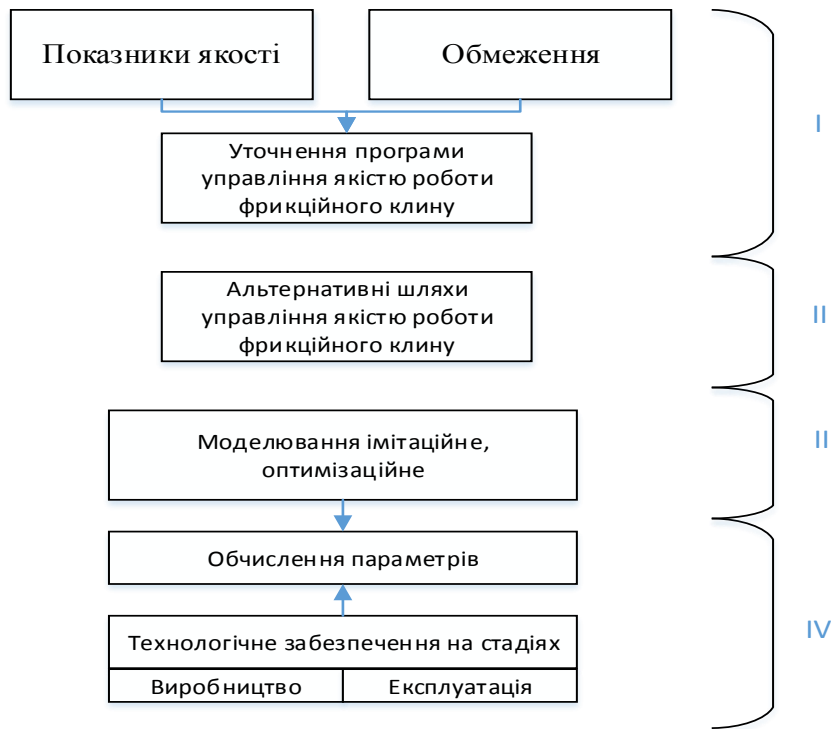 Показники якості
Обмеження
I
Уточнення програми
управління якістю роботи
фрикційного клину
Альтернативні шляхи
управління якістю роботи
фрикційного клину
II
Моделювання імітаційне,
оптимізаційне
II
Обчислення параметрів
Технологічне забезпечення на стадіях
IV
Виробництво
Експлуатація